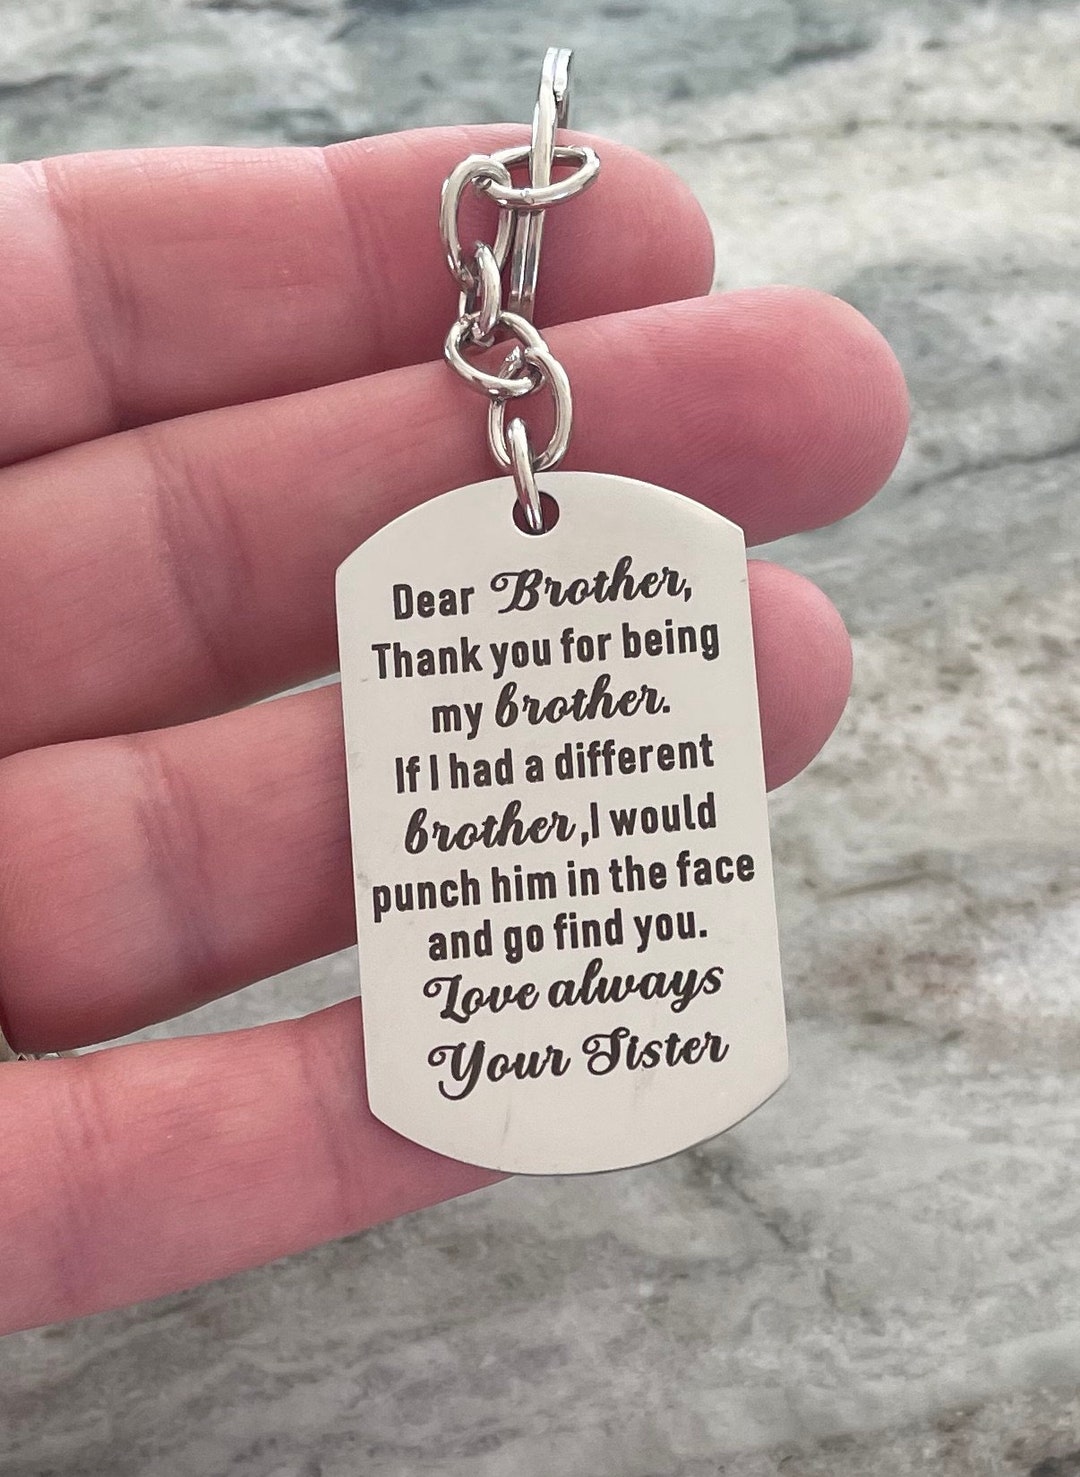 Dear Brother,
Thank you for being
my brother.
If I had a different
brother,I would
punch him in the face
and go find you.
Love always
Your Sister